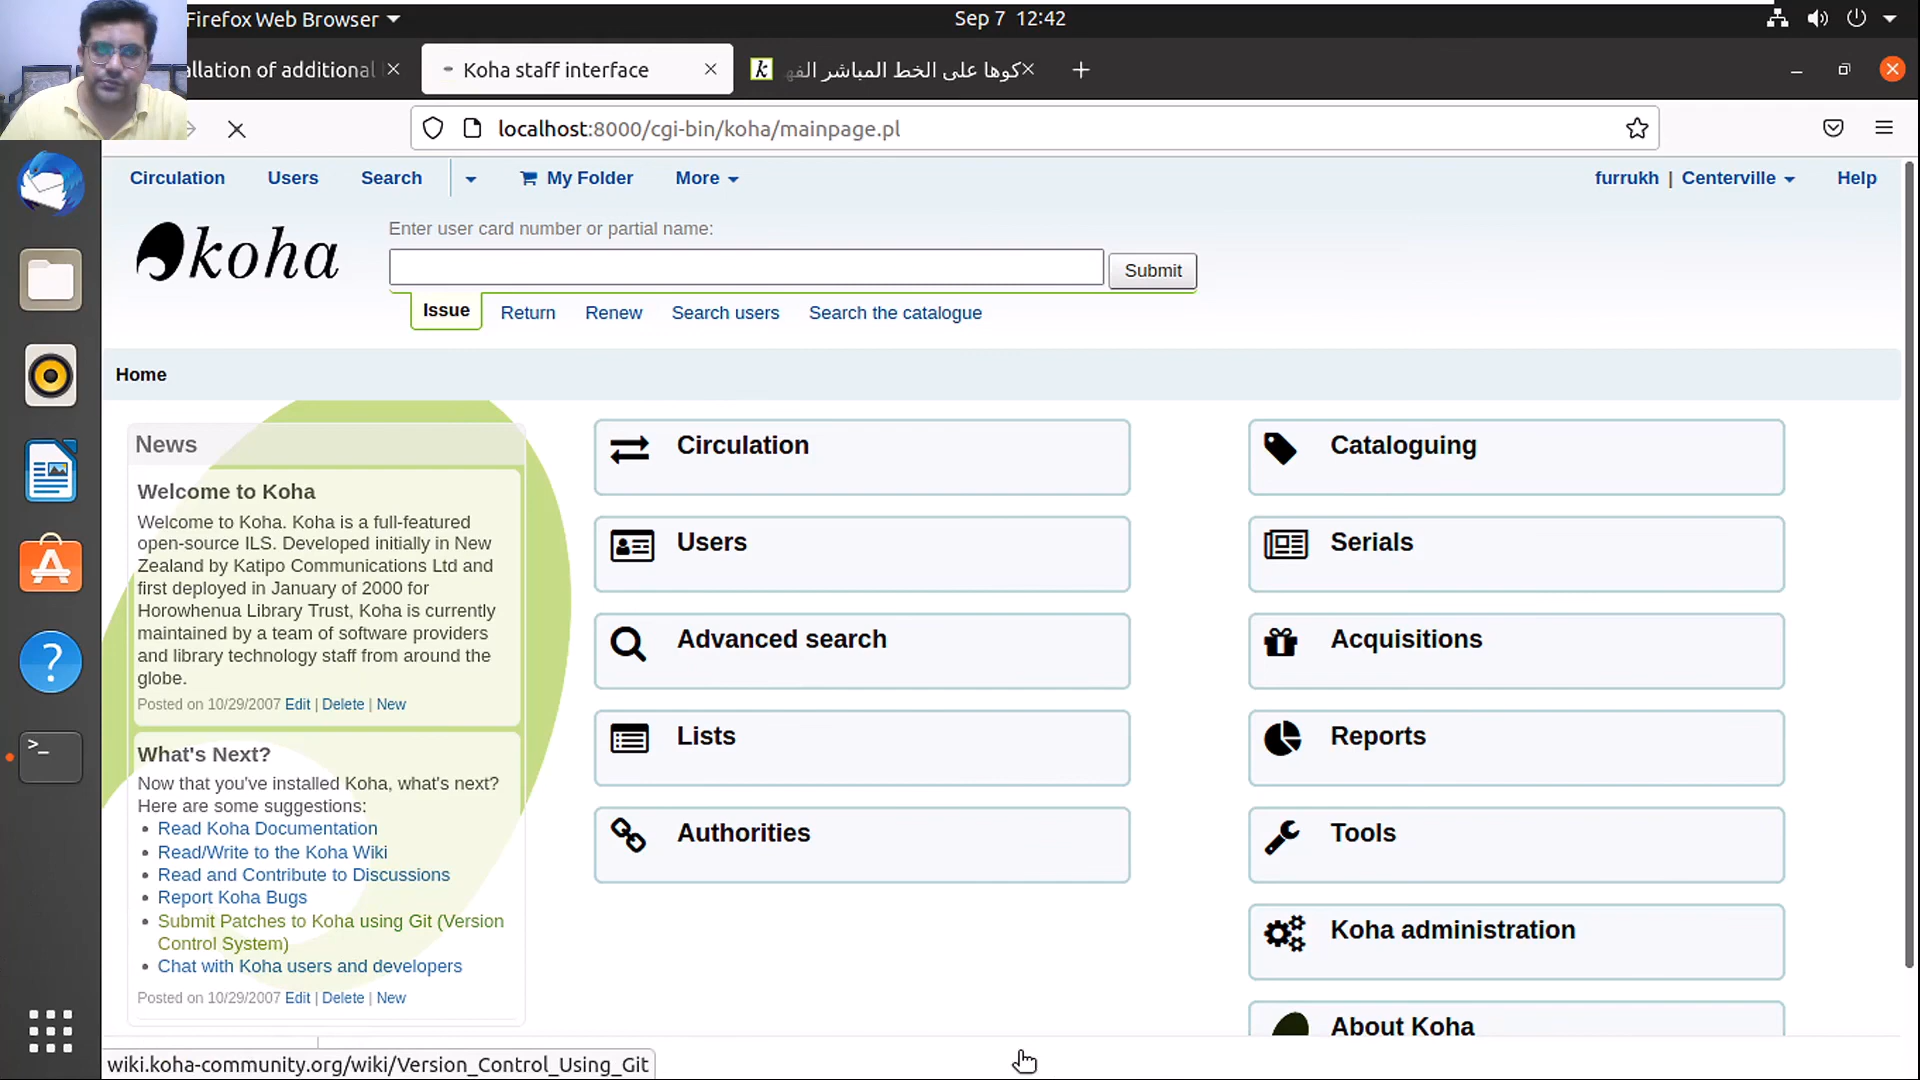 Firefox Web Browser
Sep 7 12:42
allation of additional
Koha staff interface
كوها على الخط المباشر الفه
localhost:8000/cgi-bin/koha/mainpage.pl
Circulation Users Search My Folder More
furrukh | Centerville Help
koha
Enter user card number or partial name:
Submit
Issue Return Renew Search users Search the catalogue
Home
News
Welcome to Koha
Welcome to Koha. Koha is a full-featured
open-source ILS. Developed initially in New
Zealand by Katipo Communications Ltd and
first deployed in January of 2000 for
Horowhenua Library Trust, Koha is currently
maintained by a team of software providers
and library technology staff from around the
globe.
Posted on 10/29/2007 Edit | Delete | New
What's Next?
Now that you've installed Koha, what's next?
Here are some suggestions:
Read Koha Documentation
Read/Write to the Koha Wiki
Read and Contribute to Discussions
Report Koha Bugs
Submit Patches to Koha using Git (Version
Control System)
Chat with Koha users and developers
Posted on 10/29/2007 Edit | Delete | New
Circulation
Users
Advanced search
Lists
Authorities
Cataloguing
Serials
Acquisitions
Reports
Tools
Koha administration
About Koha
wiki.koha-community.org/wiki/Version_Control_Using_Git